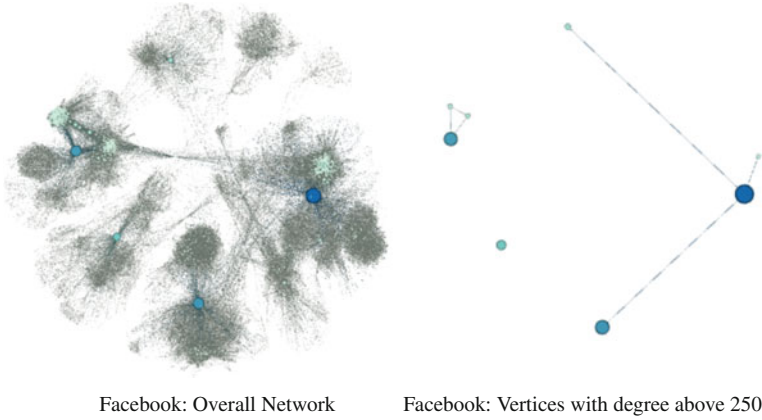 Facebook: Overall Network
Facebook: Vertices with degree above 250